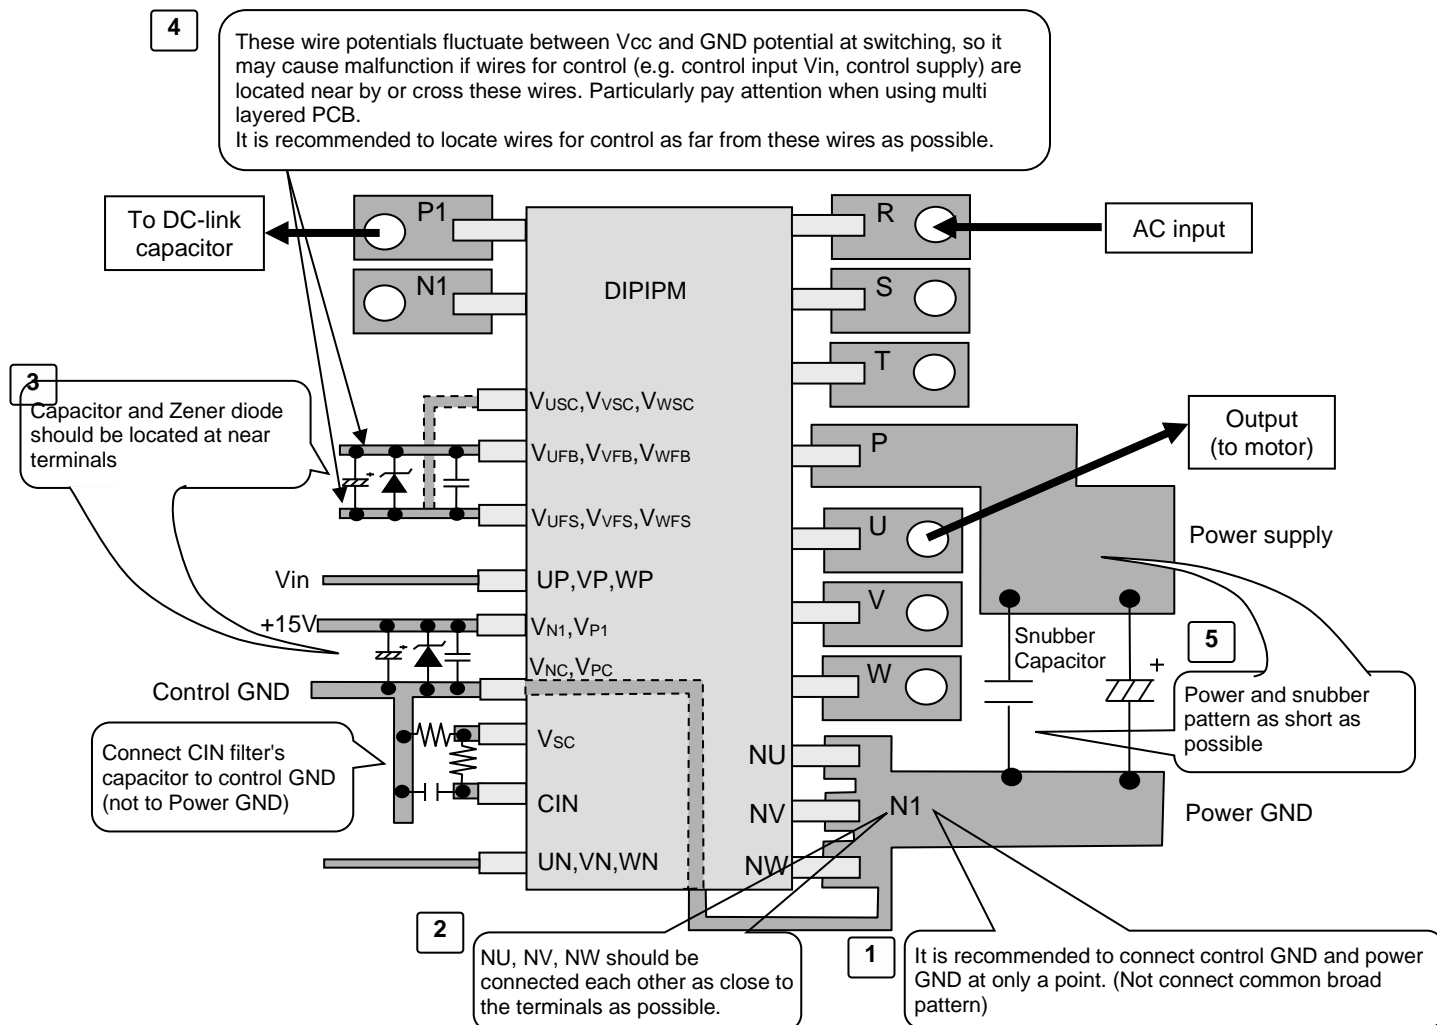 4
These wire potentials fluctuate between Vcc and GND potential at switching, so it
may cause malfunction if wires for control (e.g. control input Vin, control supply) are
located near by or cross these wires. Particularly pay attention when using multi
layered PCB.
It is recommended to locate wires for control as far from these wires as possible.
To DC-link
capacitor
P1
N1
DIPIPM
R
S
T
AC input
3
Capacitor and Zener diode
should be located at near
terminals
VUSC,VVSC,VWSC
VUFB,VVFB,VWFB
VUFS,VVFS,VWFS
P
Output
(to motor)
U
Power supply
Vin
UP,VP,WP
V
+15V
VN1,VP1
VNC,VPC
Control GND
W
Snubber
Capacitor
+
+
+
5
Power and snubber
pattern as short as
possible
Connect CIN filter's
capacitor to control GND
(not to Power GND)
VSC
CIN
UN,VN,WN
NU
NV
NW
N1
Power GND
2
NU, NV, NW should be
connected each other as close to
the terminals as possible.
1
It is recommended to connect control GND and power
GND at only a point. (Not connect common broad
pattern)